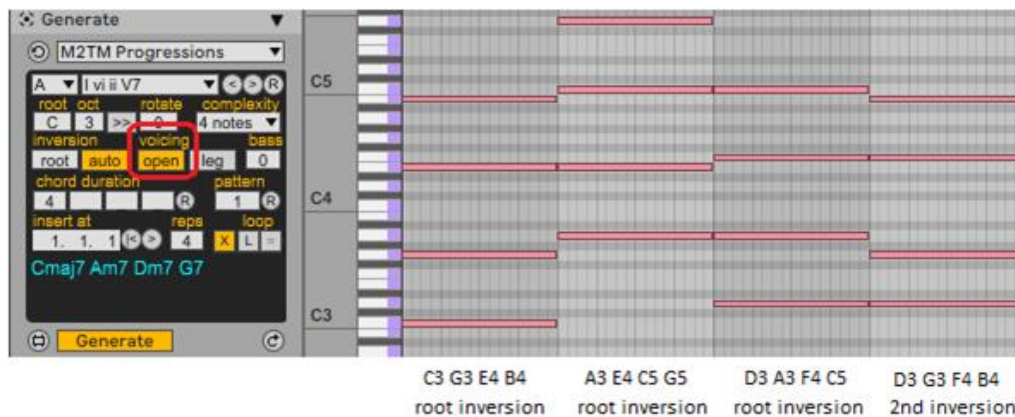 Generate
M2TM Progressions
A I vi ii V7 < > R
root oct rotate complexity
C 3 >> 0 4 notes
inversion voicing bass
root auto open leg 0
chord duration pattern
4 R 1 R
insert at reps loop
1. 1. 1 |< > 4 X L =
Cmaj7 Am7 Dm7 G7
Generate
C5
C4
C3
C3 G3 E4 B4 A3 E4 C5 G5 D3 A3 F4 C5 D3 G3 F4 B4
root inversion root inversion root inversion 2nd inversion